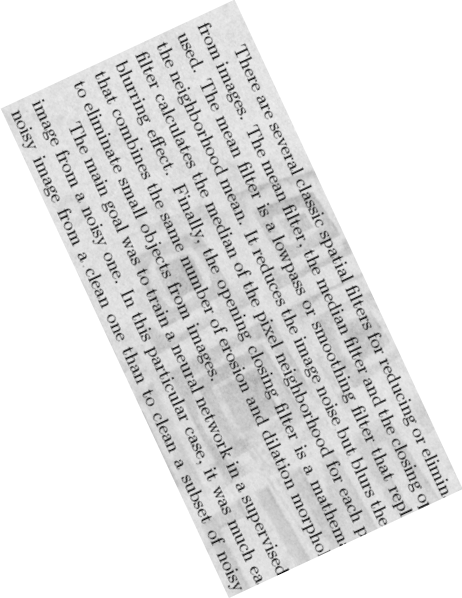 There are several classic spatial filters for reducing or elimin
from images. The mean filter, the median filter and the closing o
used. The mean filter is a lowpass or smoothing filter that repl
the neighborhood mean. It reduces the image noise but blurs the
filter calculates the median of the pixel neighborhood for each p
blurring effect. Finally, the opening closing filter is a mathem
that combines the same number of erosion and dilation morpho
to eliminate small objects from images.
The main goal was to train a neural network in a supervised
image from a noisy one. In this particular case, it was much ea
noisy image from a clean one than to clean a subset of noisy